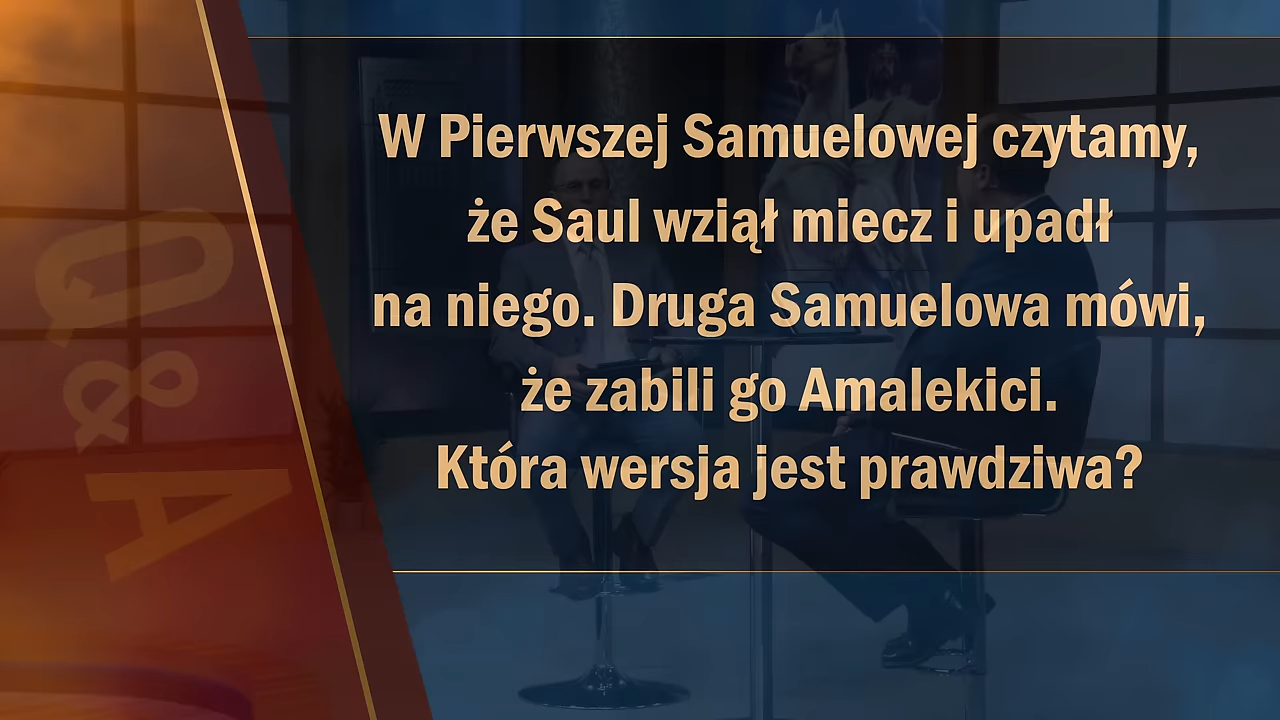 W Pierwszej Samuelowej czytamy,
że Saul wziął miecz i upadł
na niego. Druga Samuelowa mówi,
że zabili go Amalekici.
Która wersja jest prawdziwa?
Q&A